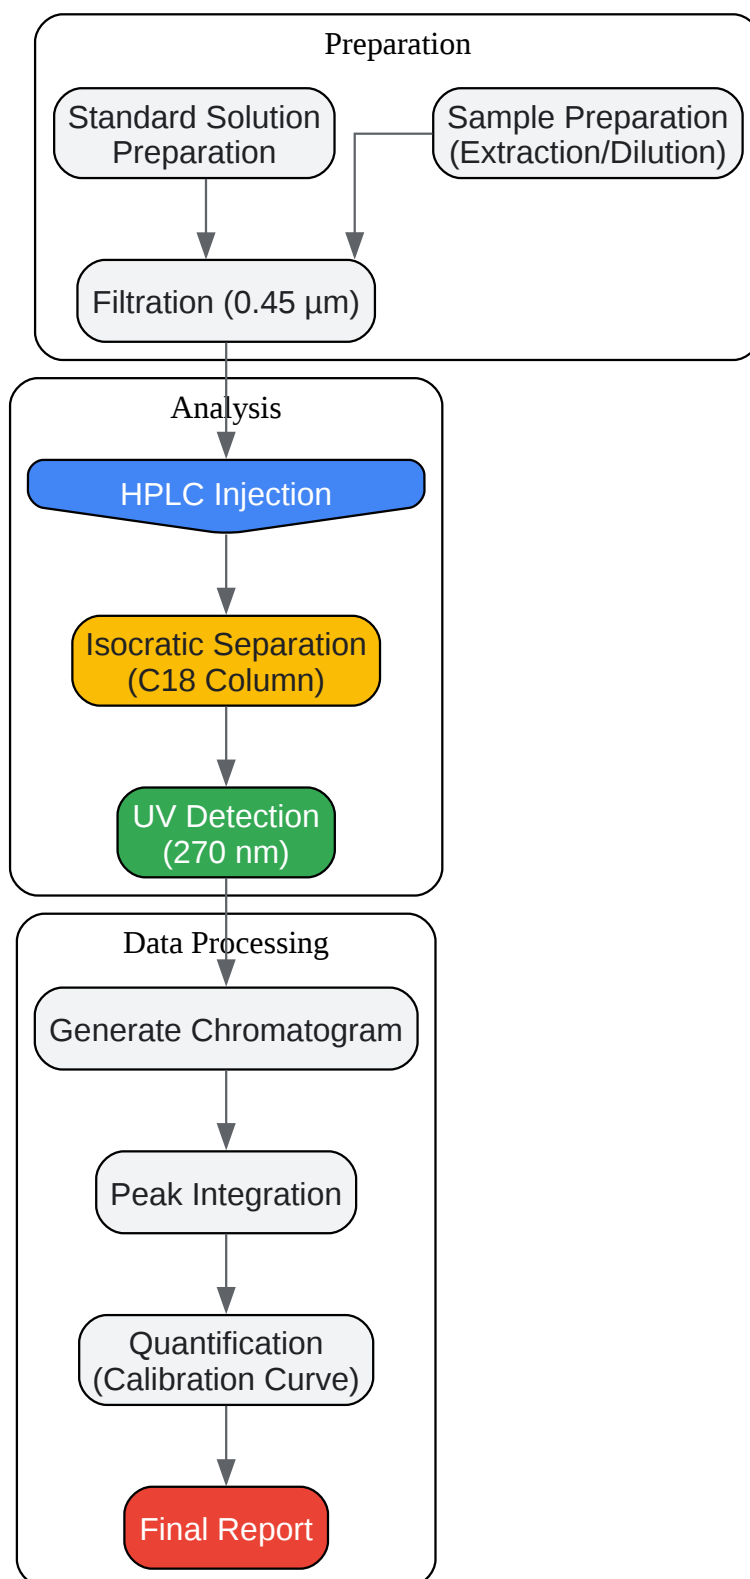 Preparation
Standard Solution
Preparation
Sample Preparation
(Extraction/Dilution)
Filtration (0.45 µm)
Analysis
HPLC Injection
Isocratic Separation
(C18 Column)
UV Detection
(270 nm)
Data Processing
Generate Chromatogram
Peak Integration
Quantification
(Calibration Curve)
Final Report